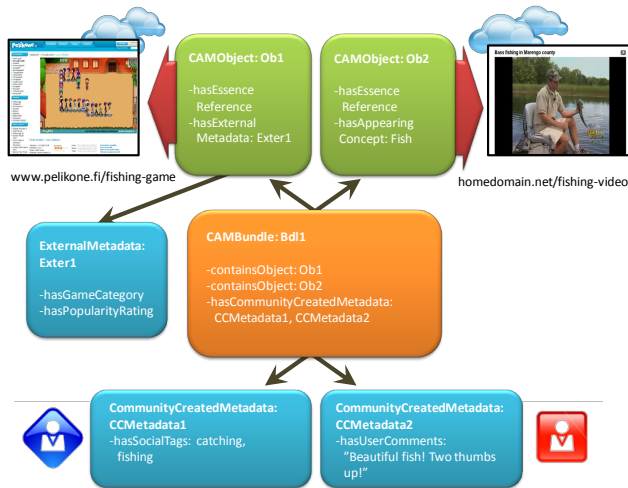 Pelikone.fi
Bass fishing in Marengo county
CAMObject: Ob1
-hasEssence
Reference
-hasExternal
Metadata: Exter1
CAMObject: Ob2
-hasEssence
Reference
-hasAppearing
Concept: Fish
www.pelikone.fi/fishing-game
homedomain.net/fishing-video
ExternalMetadata:
Exter1
-hasGameCategory
-hasPopularityRating
CAMBundle: Bdl1
-containsObject: Ob1
-containsObject: Ob2
-hasCommunityCreatedMetadata:
CCMetadata1, CCMetadata2
CommunityCreatedMetadata:
CCMetadata1
-hasSocialTags: catching,
fishing
CommunityCreatedMetadata:
CCMetadata2
-hasUserComments:
”Beautiful fish! Two thumbs
up!”